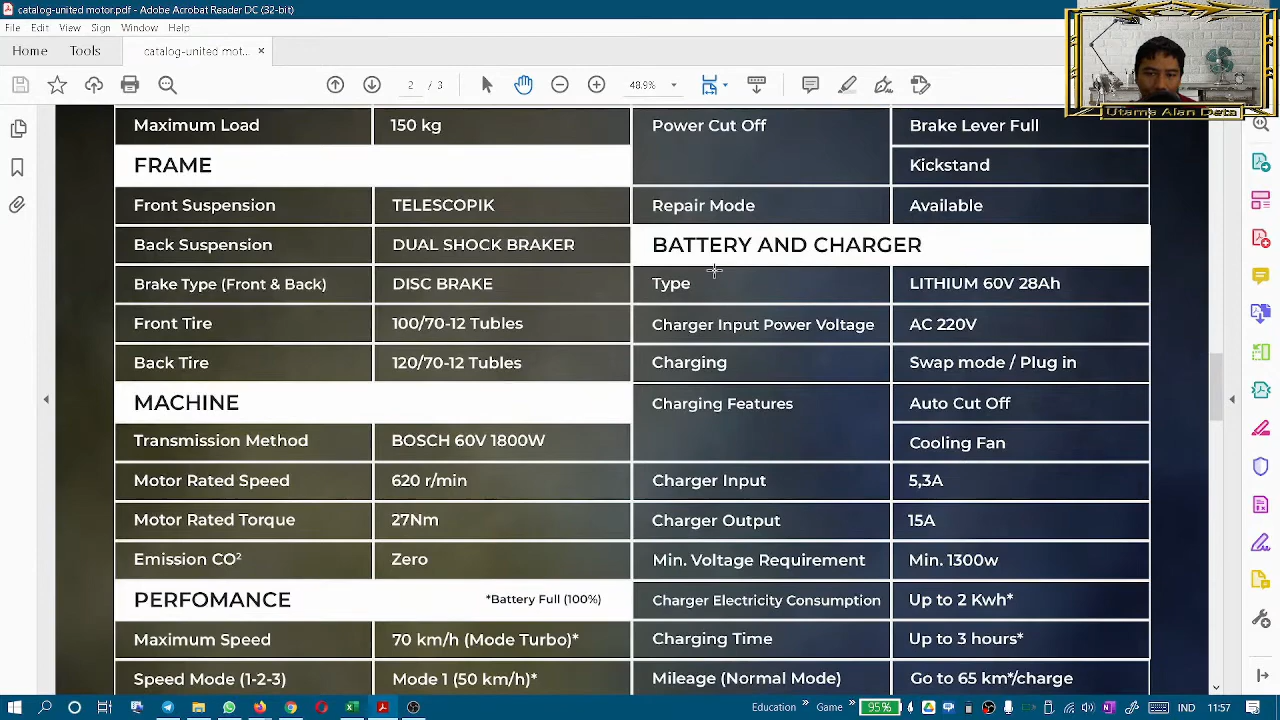 catalog-united motor.pdf - Adobe Acrobat Reader DC (32-bit)
File Edit View Sign Window Help
Home Tools catalog-united mot... ×
2 / 3 48.9%
Utama Alan Deta
Maximum Load 150 kg
FRAME
Front Suspension TELESCOPIK
Back Suspension DUAL SHOCK BRAKER
Brake Type (Front & Back) DISC BRAKE
Front Tire 100/70-12 Tubles
Back Tire 120/70-12 Tubles
MACHINE
Transmission Method BOSCH 60V 1800W
Motor Rated Speed 620 r/min
Motor Rated Torque 27Nm
Emission CO² Zero
PERFOMANCE *Battery Full (100%)
Maximum Speed 70 km/h (Mode Turbo)*
Speed Mode (1-2-3) Mode 1 (50 km/h)*
Power Cut Off Brake Lever Full
Kickstand
Repair Mode Available
BATTERY AND CHARGER
Type LITHIUM 60V 28Ah
Charger Input Power Voltage AC 220V
Charging Swap mode / Plug in
Charging Features Auto Cut Off
Cooling Fan
Charger Input 5,3A
Charger Output 15A
Min. Voltage Requirement Min. 1300w
Charger Electricity Consumption Up to 2 Kwh*
Charging Time Up to 3 hours*
Mileage (Normal Mode) Go to 65 km*/charge
Education » Game » 95% IND 11:57